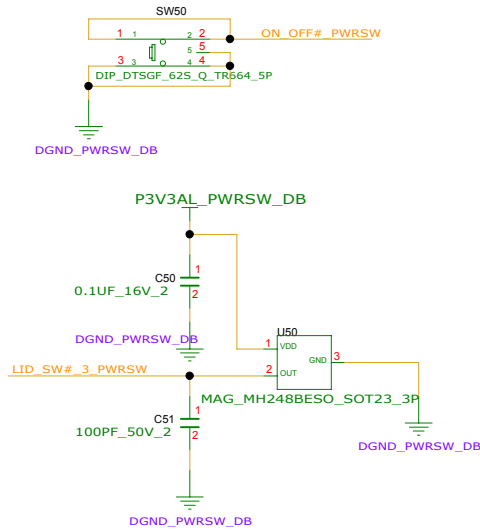 SW50
1 1 2 2 ON_OFF#_PWRSW
5 5
3 3 4 4
DIP_DTSGF_62S_Q_TR664_5P
DGND_PWRSW_DB
P3V3AL_PWRSW_DB
1
C50
0.1UF_16V_2 2
DGND_PWRSW_DB
U50
1 VDD
GND 3
LID_SW#_3_PWRSW 2 OUT
MAG_MH248BESO_SOT23_3P
1
C51
100PF_50V_2 2
DGND_PWRSW_DB
DGND_PWRSW_DB